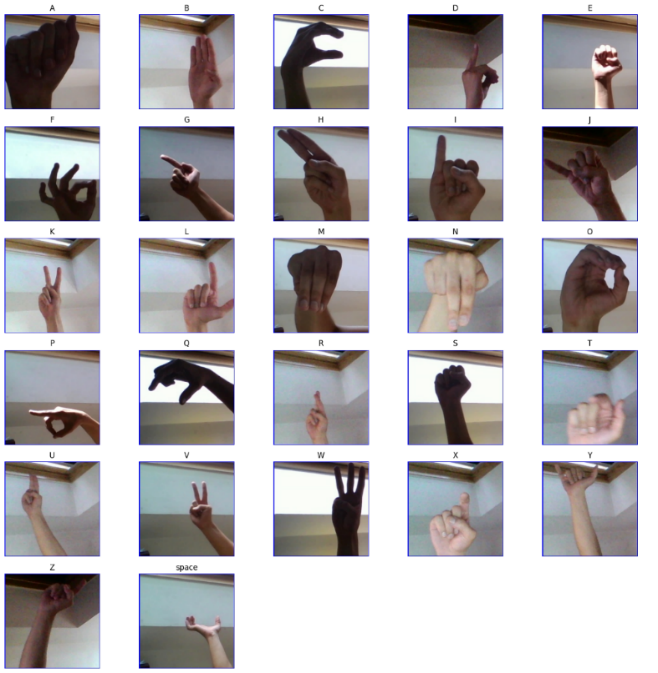 A B C D E
F G H I J
K L M N O
P Q R S T
U V W X Y
Z space